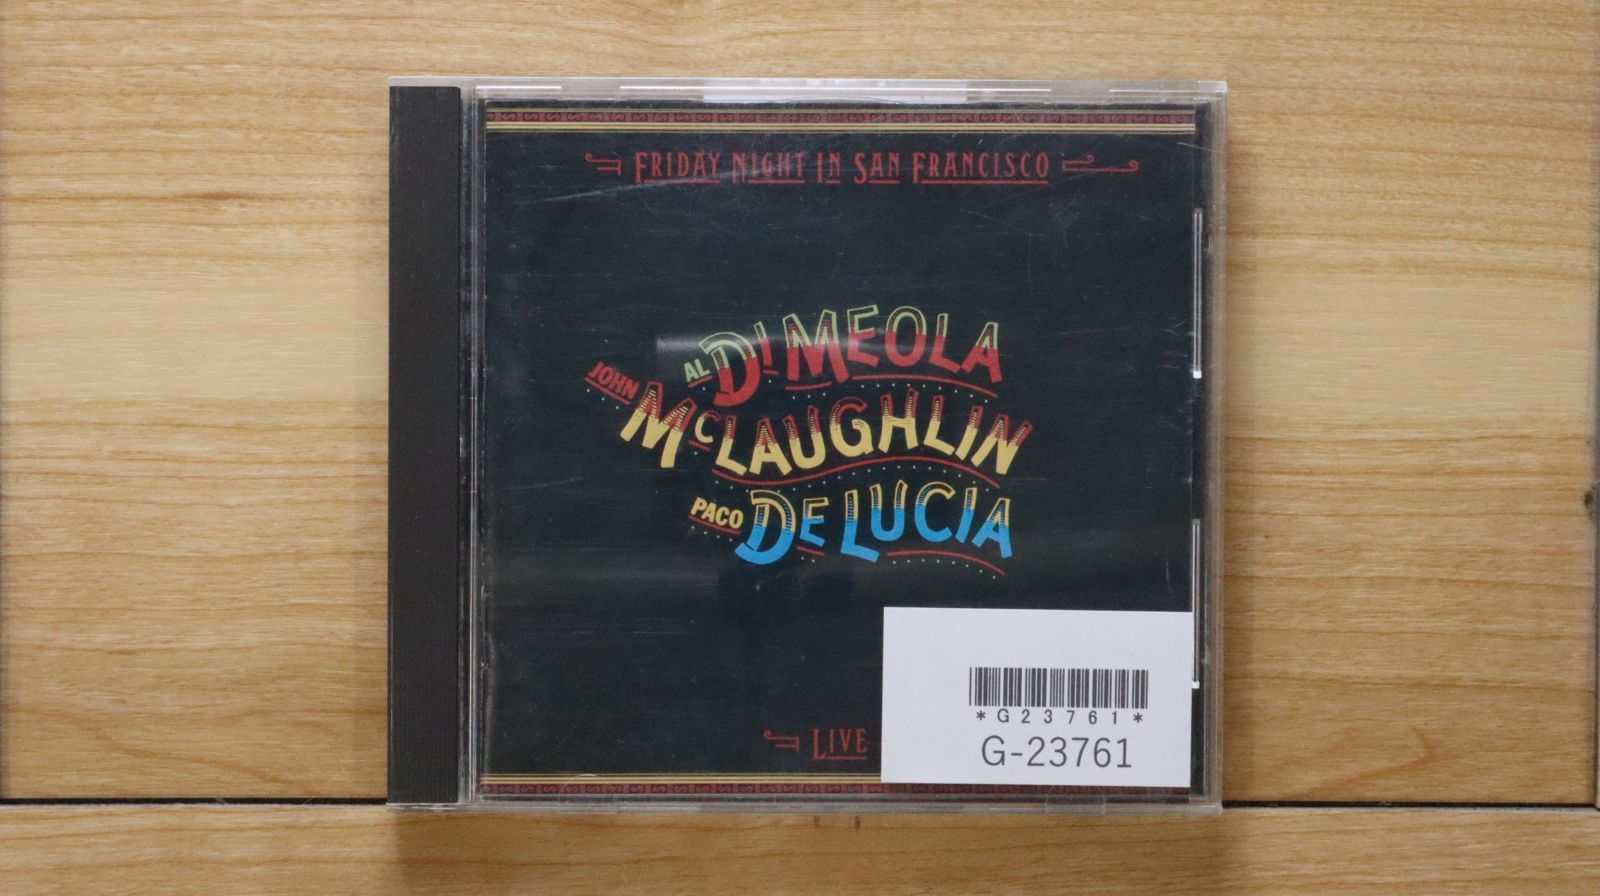 FRIDAY NIGHT IN SAN FRANCISCO
AL DI MEOLA
JOHN MCLAUGHLIN
PACO DE LUCIA
LIVE
*G23761*
G-23761